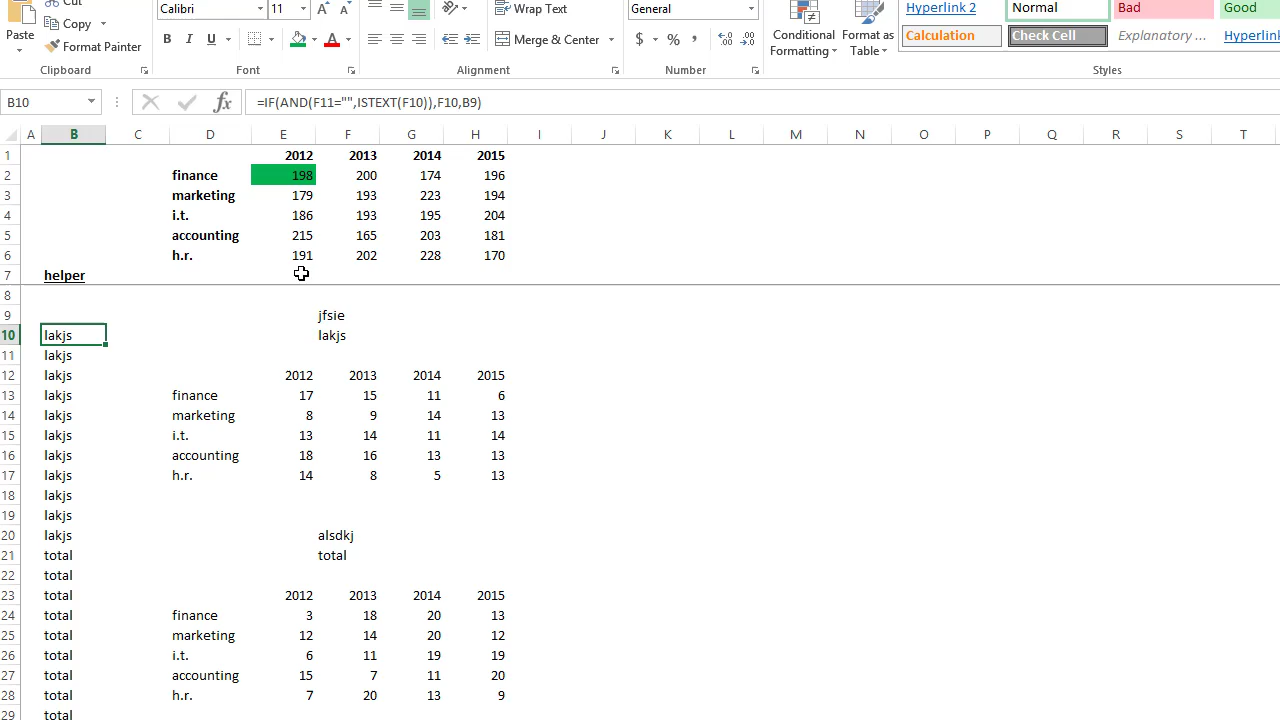 Cut
Calibri 11 A A Wrap Text General Hyperlink 2 Normal Bad Good
Paste Copy
Format Painter B I U A Merge & Center $ % , Conditional Formatting Format as Table Calculation Check Cell Explanatory ... Hyperlink
Clipboard Font Alignment Number Styles
B10 fx =IF(AND(F11="",ISTEXT(F10)),F10,B9)
A B C D E F G H I J K L M N O P Q R S T
1 2012 2013 2014 2015
2 finance 198 200 174 196
3 marketing 179 193 223 194
4 i.t. 186 193 195 204
5 accounting 215 165 203 181
6 h.r. 191 202 228 170
7 helper
8
9 jfsie
10 lakjs lakjs
11 lakjs
12 lakjs 2012 2013 2014 2015
13 lakjs finance 17 15 11 6
14 lakjs marketing 8 9 14 13
15 lakjs i.t. 13 14 11 14
16 lakjs accounting 18 16 13 13
17 lakjs h.r. 14 8 5 13
18 lakjs
19 lakjs
20 lakjs alsdkj
21 total total
22 total
23 total 2012 2013 2014 2015
24 total finance 3 18 20 13
25 total marketing 12 14 20 12
26 total i.t. 6 11 19 19
27 total accounting 15 7 11 20
28 total h.r. 7 20 13 9
29 total